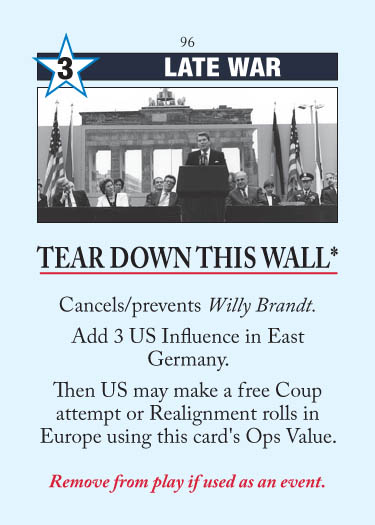 96
3 LATE WAR
TEAR DOWN THIS WALL*
Cancels/prevents Willy Brandt.
Add 3 US Influence in East
Germany.
Then US may make a free Coup
attempt or Realignment rolls in
Europe using this card's Ops Value.
Remove from play if used as an event.